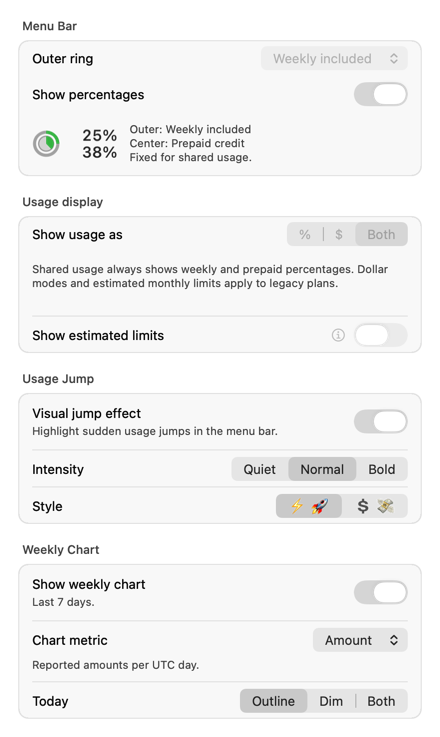 Menu Bar
Outer ring
Weekly included
Show percentages
25%
38%
Outer: Weekly included
Center: Prepaid credit
Fixed for shared usage.
Usage display
Show usage as
% $ Both
Shared usage always shows weekly and prepaid percentages. Dollar
modes and estimated monthly limits apply to legacy plans.
Show estimated limits
Usage Jump
Visual jump effect
Highlight sudden usage jumps in the menu bar.
Intensity
Quiet Normal Bold
Style
⚡ 🚀 $ 💸
Weekly Chart
Show weekly chart
Last 7 days.
Chart metric
Amount
Reported amounts per UTC day.
Today
Outline Dim Both